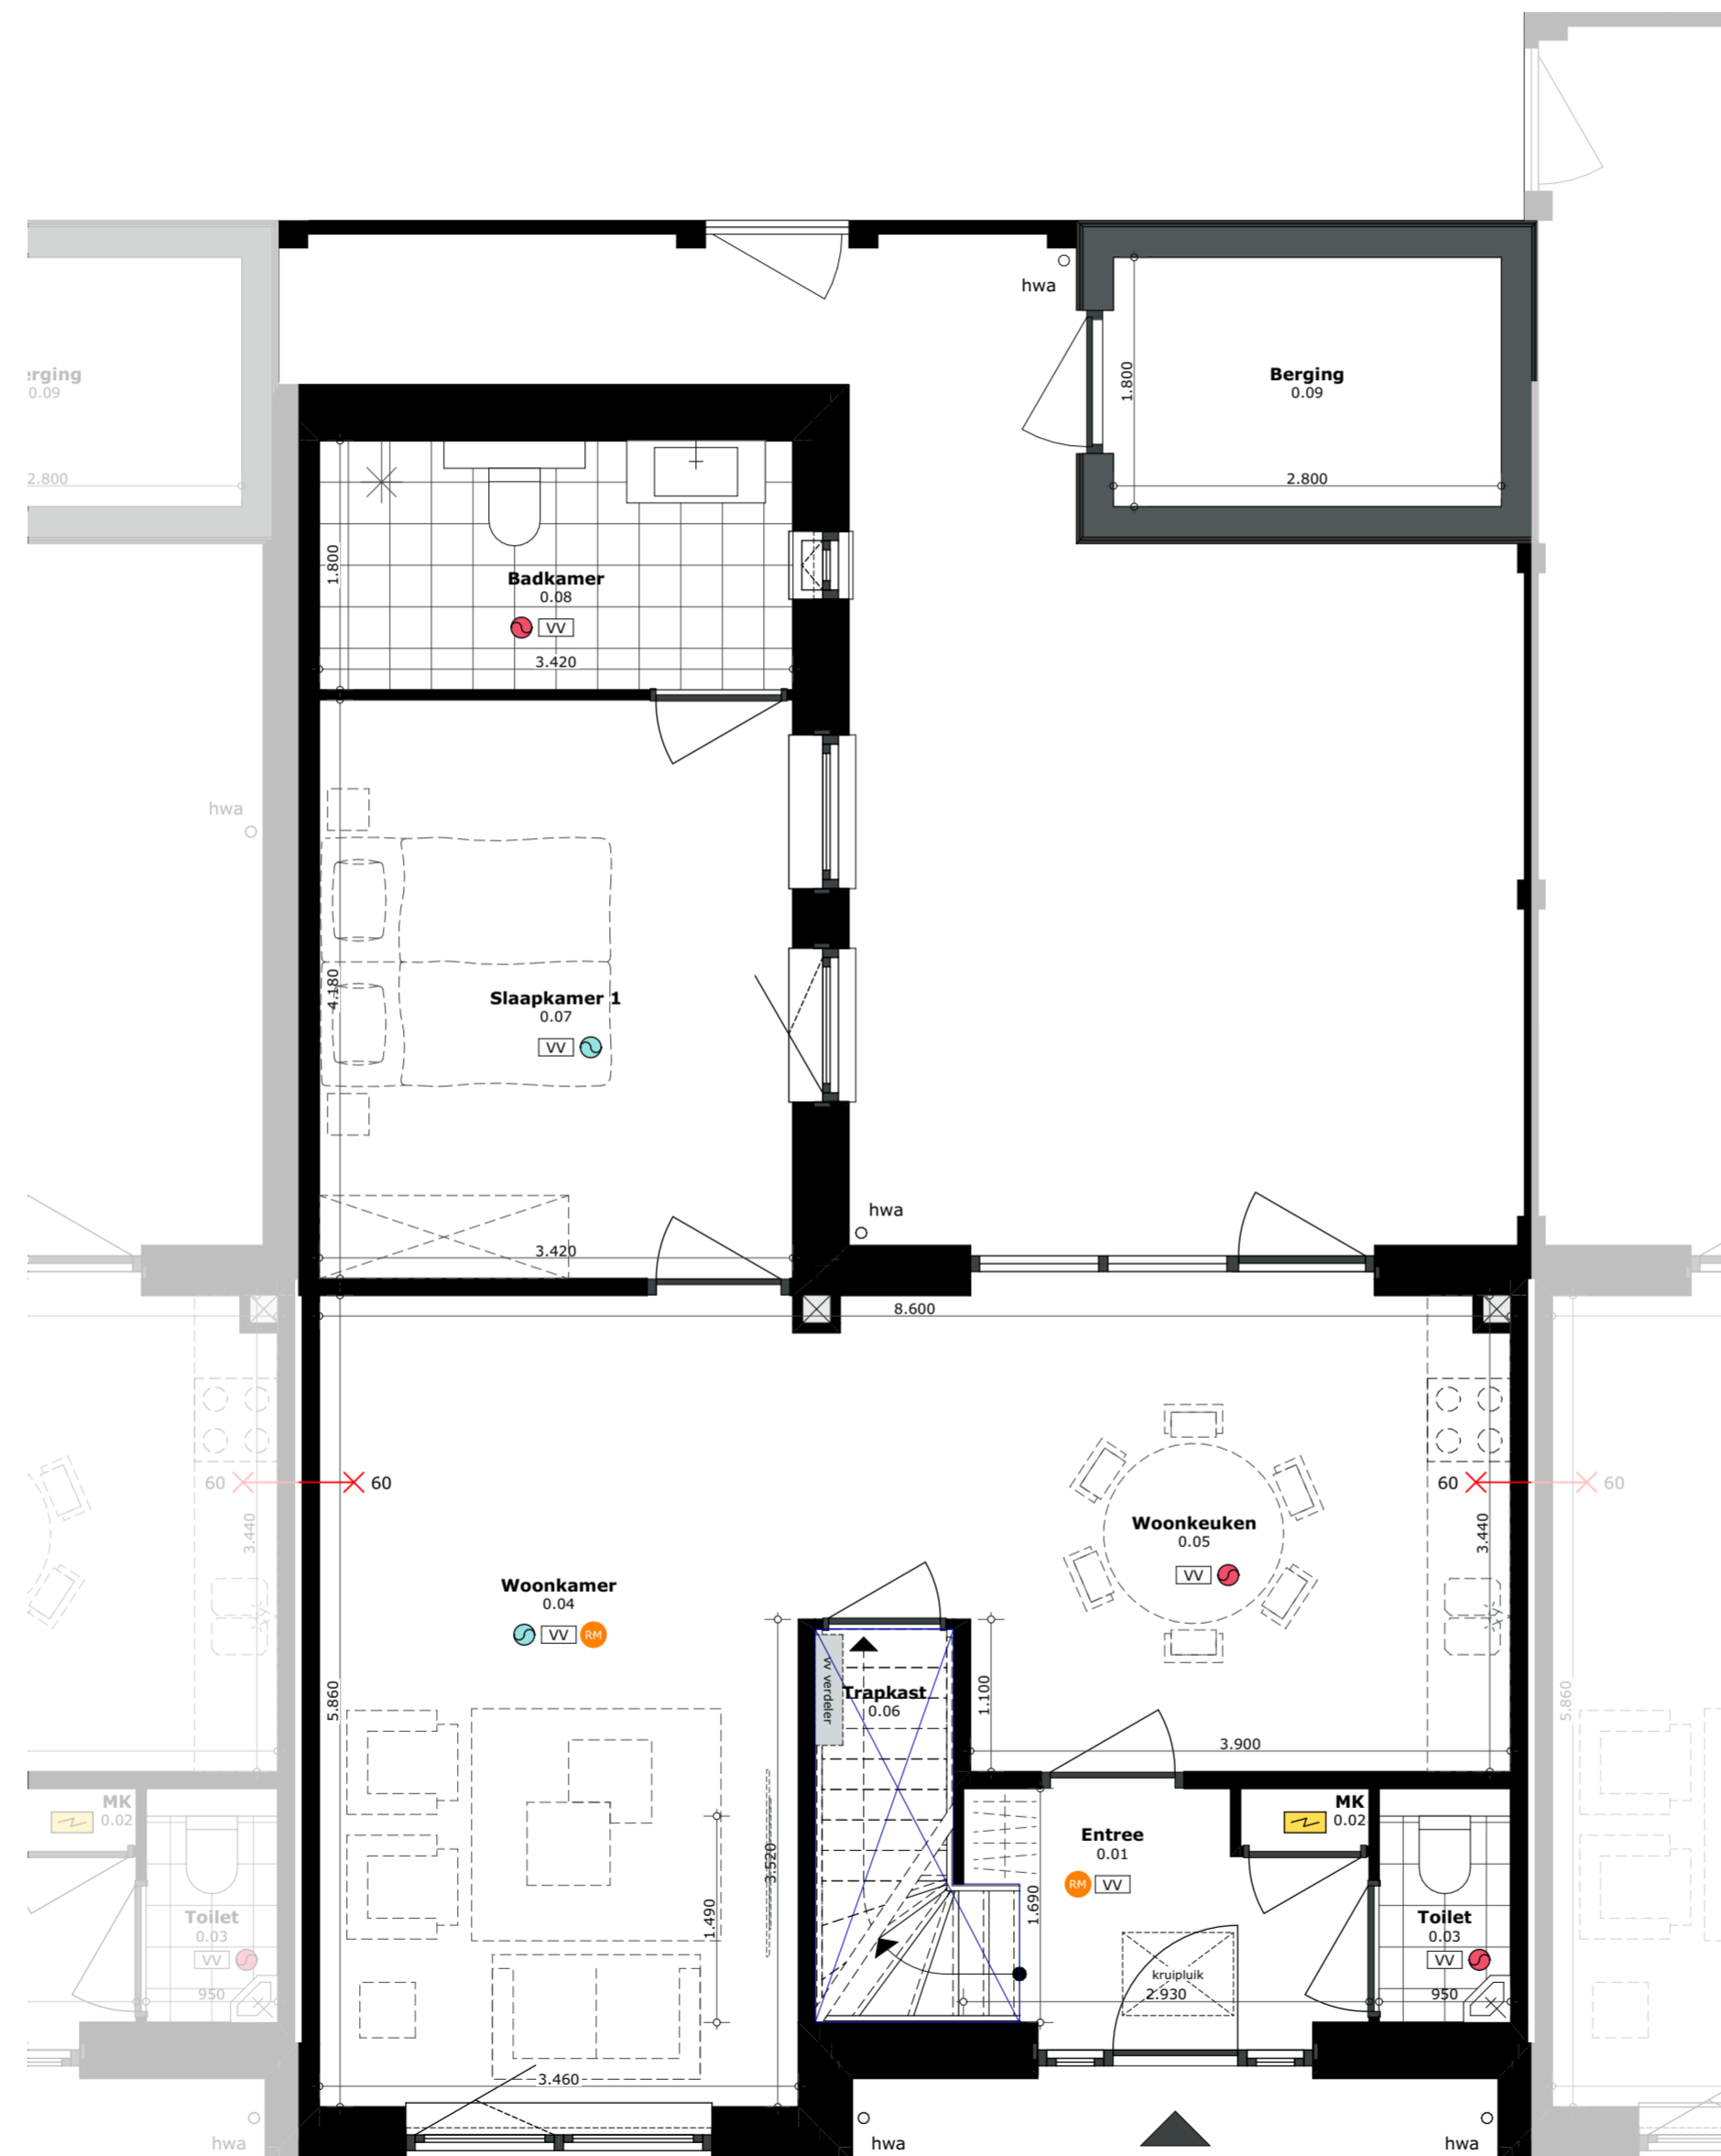 hwa
erging
0.09
1.800
Berging
0.09
2.800
2.800
1.800
Badkamer
0.08
VV
3.420
hwa
4.180
Slaapkamer 1
0.07
VV
hwa
3.420
8.600
60
60
60
60
3.440
Woonkeuken
0.05
VV
3.440
Woonkamer
0.04
VV
RM
5.860
VV verdeler
Trapkast
0.06
1.100
3.900
5.860
MK
0.02
Entree
0.01
RM
VV
MK
0.02
3.520
1.490
1.690
Toilet
0.03
VV
950
kruipluik
2.930
Toilet
0.03
VV
950
3.460
hwa
hwa
hwa